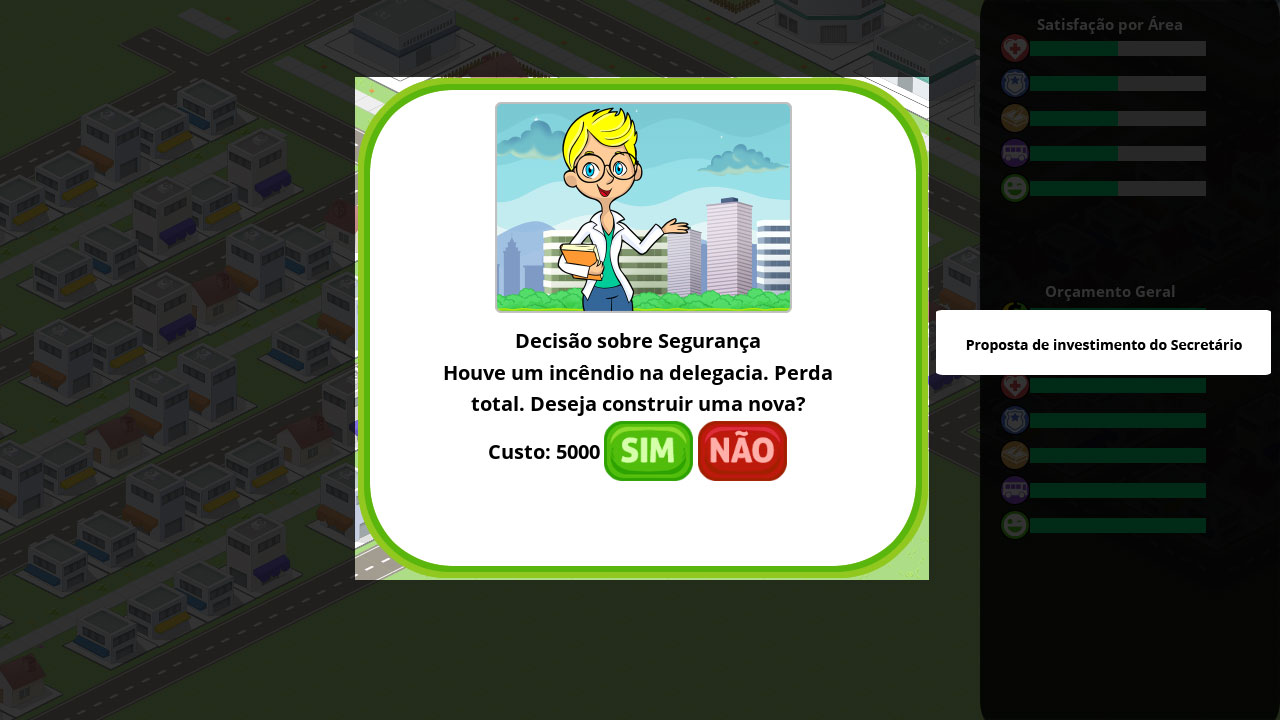 Satisfação por Área
Decisão sobre Segurança
Houve um incêndio na delegacia. Perda
total. Deseja construir uma nova?
Custo: 5000 SIM NÃO
Orçamento Geral
Proposta de investimento do Secretário